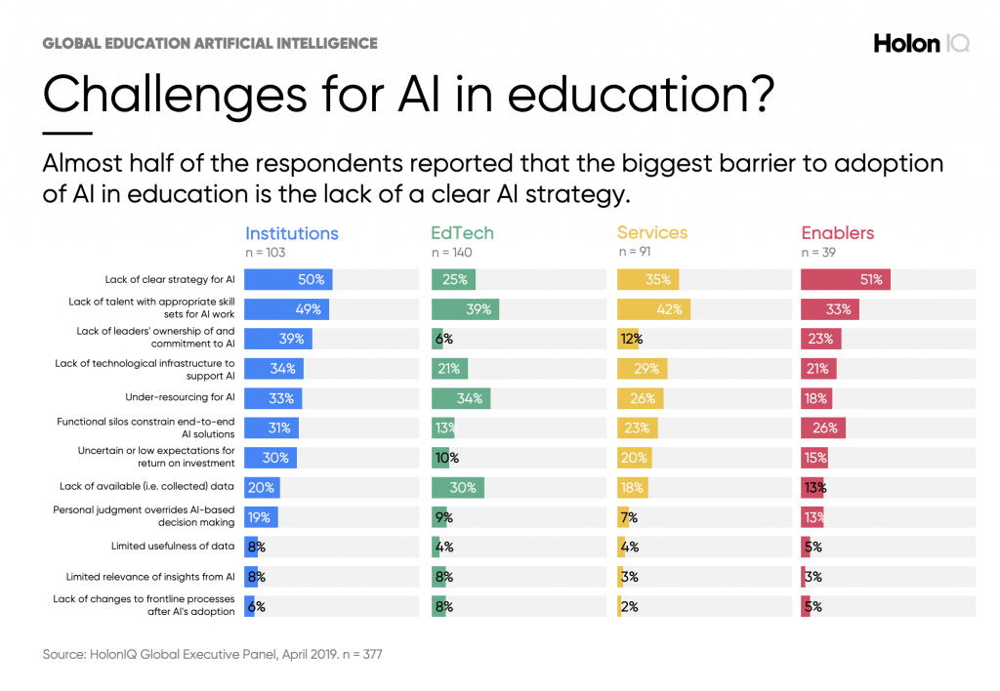 GLOBAL EDUCATION ARTIFICIAL INTELLIGENCE
Holon IQ
Challenges for AI in education?
Almost half of the respondents reported that the biggest barrier to adoption
of AI in education is the lack of a clear AI strategy.
Institutions EdTech Services Enablers
n = 103 n = 140 n = 91 n = 39
Lack of clear strategy for AI 50% 25% 35% 51%
Lack of talent with appropriate skill
sets for AI work 49% 39% 42% 33%
Lack of leaders' ownership of and
commitment to AI 39% 6% 12% 23%
Lack of technological infrastructure to
support AI 34% 21% 29% 21%
Under-resourcing for AI 33% 34% 26% 18%
Functional silos constrain end-to-end
AI solutions 31% 13% 23% 26%
Uncertain or low expectations for
return on investment 30% 10% 20% 15%
Lack of available (i.e. collected) data 20% 30% 18% 13%
Personal judgment overrides AI-based
decision making 19% 9% 7% 13%
Limited usefulness of data 8% 4% 4% 5%
Limited relevance of insights from AI 8% 8% 3% 3%
Lack of changes to frontline processes
after AI's adoption 6% 8% 2% 5%
Source: HolonIQ Global Executive Panel, April 2019. n = 377